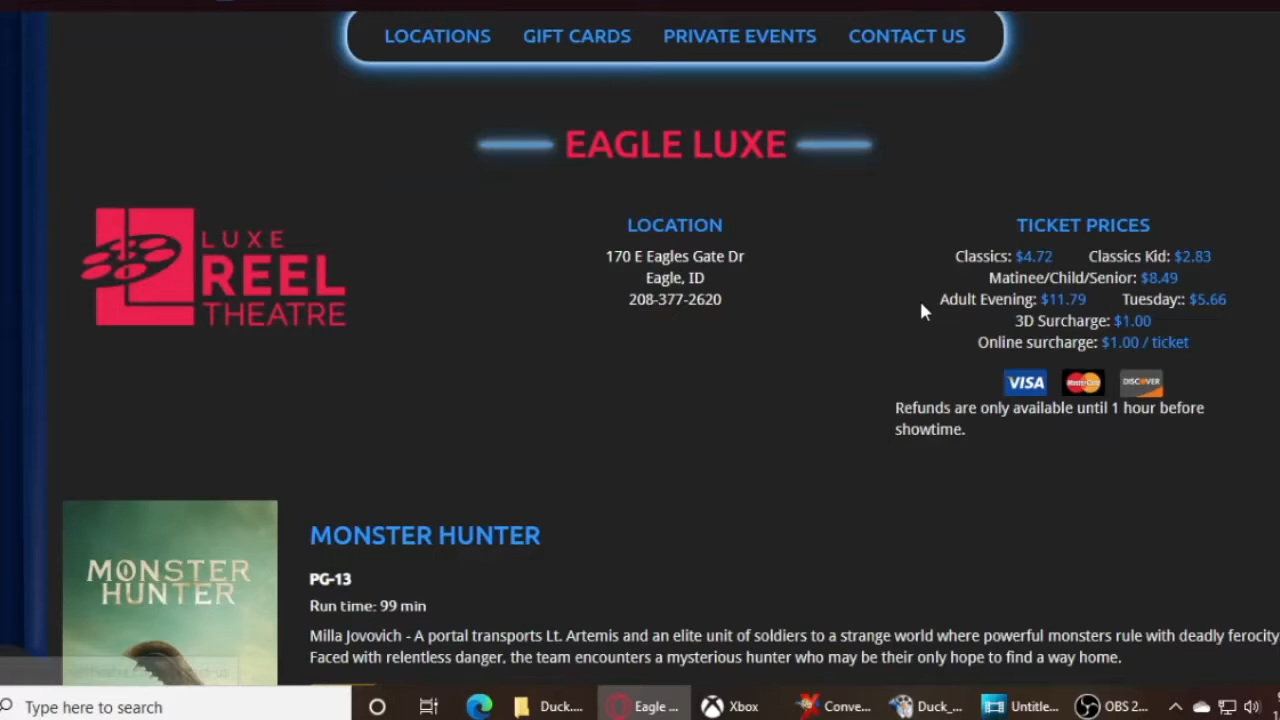 LOCATIONS GIFT CARDS PRIVATE EVENTS CONTACT US
EAGLE LUXE
LUXE
REEL
THEATRE
LOCATION
170 E Eagles Gate Dr
Eagle, ID
208-377-2620
TICKET PRICES
Classics: $4.72 Classics Kid: $2.83
Matinee/Child/Senior: $8.49
Adult Evening: $11.79 Tuesday:: $5.66
3D Surcharge: $1.00
Online surcharge: $1.00 / ticket
VISA MasterCard DISCOVER
Refunds are only available until 1 hour before
showtime.
MONSTER
HUNTER
MONSTER HUNTER
PG-13
Run time: 99 min
Milla Jovovich - A portal transports Lt. Artemis and an elite unit of soldiers to a strange world where powerful monsters rule with deadly ferocity
Faced with relentless danger, the team encounters a mysterious hunter who may be their only hope to find a way home.
Type here to search Duck.... Eagle ... Xbox Conve... Duck_... Untitle... OBS 2...